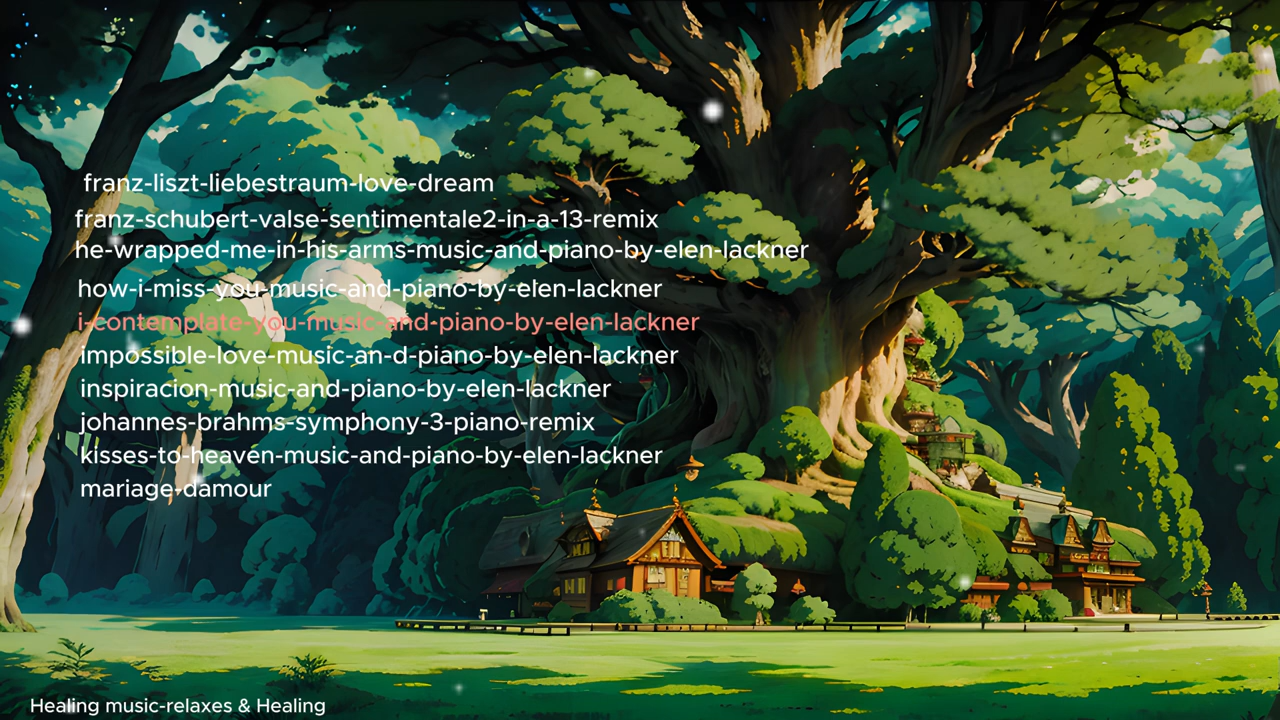 franz-liszt-liebestraum-love-dream
franz-schubert-valse-sentimentale2-in-a-13-remix
he-wrapped-me-in-his-arms-music-and-piano-by-elen-lackner
how-i-miss-you-music-and-piano-by-elen-lackner
i-contemplate-you-music-and-piano-by-elen-lackner
impossible-love-music-an-d-piano-by-elen-lackner
inspiracion-music-and-piano-by-elen-lackner
johannes-brahms-symphony-3-piano-remix
kisses-to-heaven-music-and-piano-by-elen-lackner
mariage-damour
Healing music-relaxes & Healing